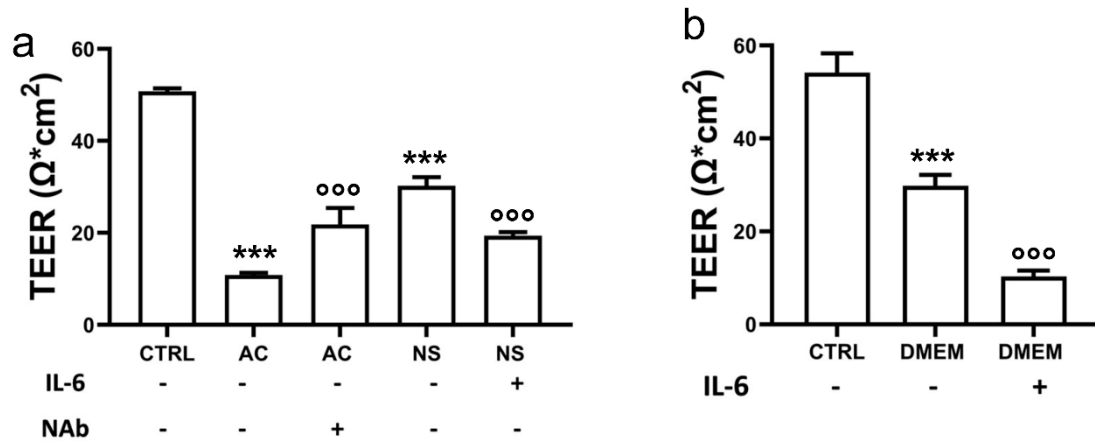 a
60
40
20
0
TEER (Ω*cm²)
***
°°°
***
°°°
CTRL AC AC NS NS
IL-6 - - - - +
NAb - - + - -
b
60
40
20
0
TEER (Ω*cm²)
***
°°°
CTRL DMEM DMEM
IL-6 - - +